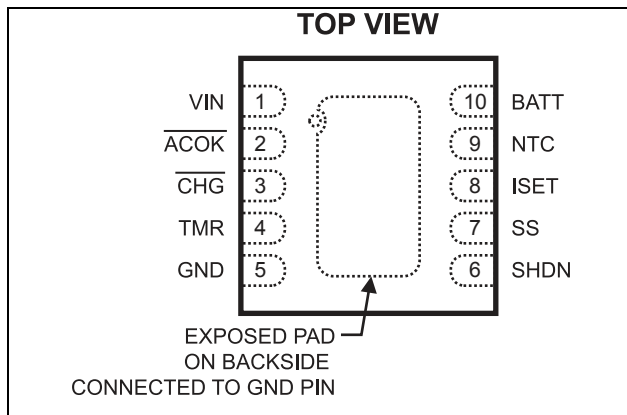 TOP VIEW
VIN 1 10 BATT
ACOK 2 9 NTC
CHG 3 8 ISET
TMR 4 7 SS
GND 5 6 SHDN
EXPOSED PAD
ON BACKSIDE
CONNECTED TO GND PIN